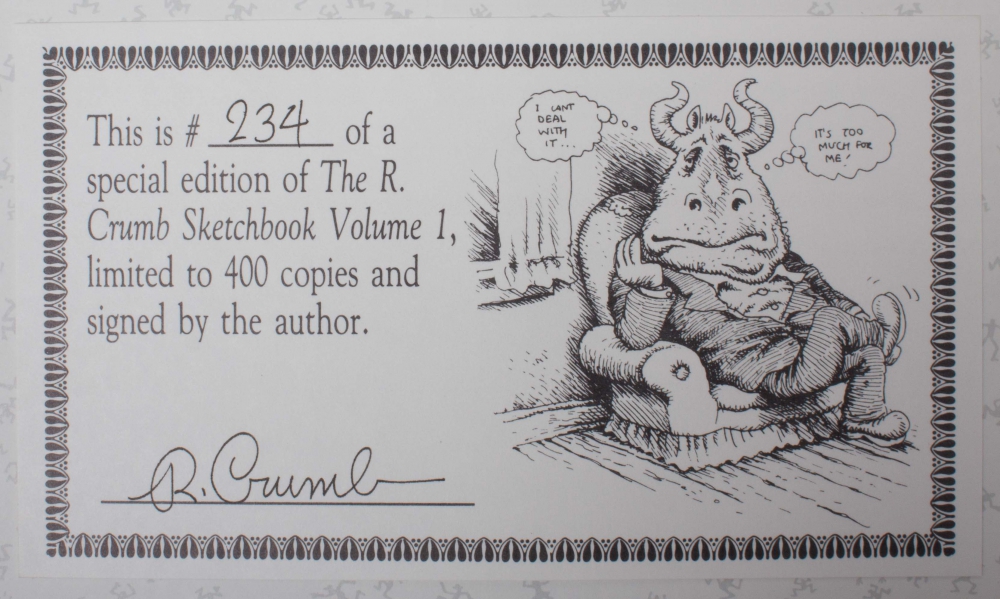 This is # 234 of a
special edition of The R.
Crumb Sketchbook Volume 1,
limited to 400 copies and
signed by the author.
R. Crumb
I CANT
DEAL
WITH
IT...
IT'S TOO
MUCH FOR
ME!